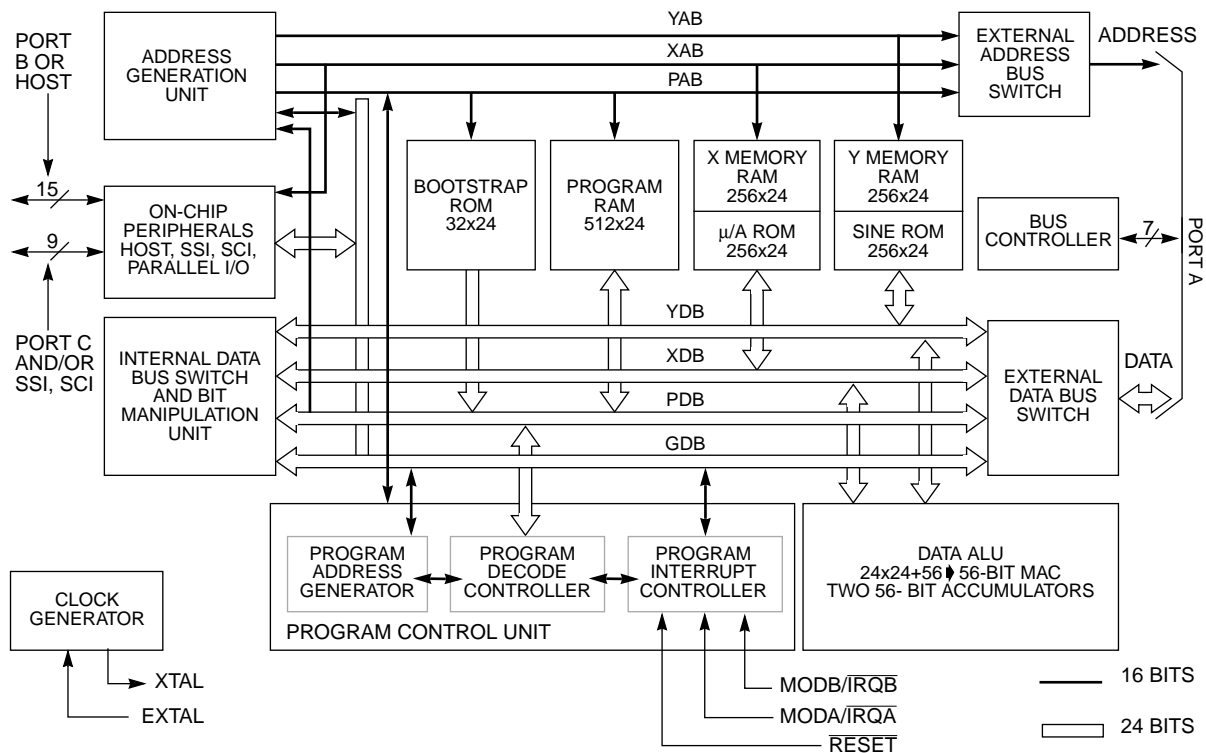 PORT
B OR
HOST
ADDRESS
GENERATION
UNIT
YAB
XAB
PAB
EXTERNAL
ADDRESS
BUS
SWITCH
ADDRESS
15
9
ON-CHIP
PERIPHERALS
HOST, SSI, SCI,
PARALLEL I/O
BOOTSTRAP
ROM
32x24
PROGRAM
RAM
512x24
X MEMORY
RAM
256x24
μ/A ROM
256x24
Y MEMORY
RAM
256x24
SINE ROM
256x24
BUS
CONTROLLER
7
PORT A
PORT C
AND/OR
SSI, SCI
INTERNAL DATA
BUS SWITCH
AND BIT
MANIPULATION
UNIT
YDB
XDB
PDB
GDB
EXTERNAL
DATA BUS
SWITCH
DATA
PROGRAM
ADDRESS
GENERATOR
PROGRAM
DECODE
CONTROLLER
PROGRAM
INTERRUPT
CONTROLLER
PROGRAM CONTROL UNIT
DATA ALU
24x24+56➧56-BIT MAC
TWO 56- BIT ACCUMULATORS
CLOCK
GENERATOR
XTAL
EXTAL
MODB/IRQB
MODA/IRQA
RESET
16 BITS
24 BITS